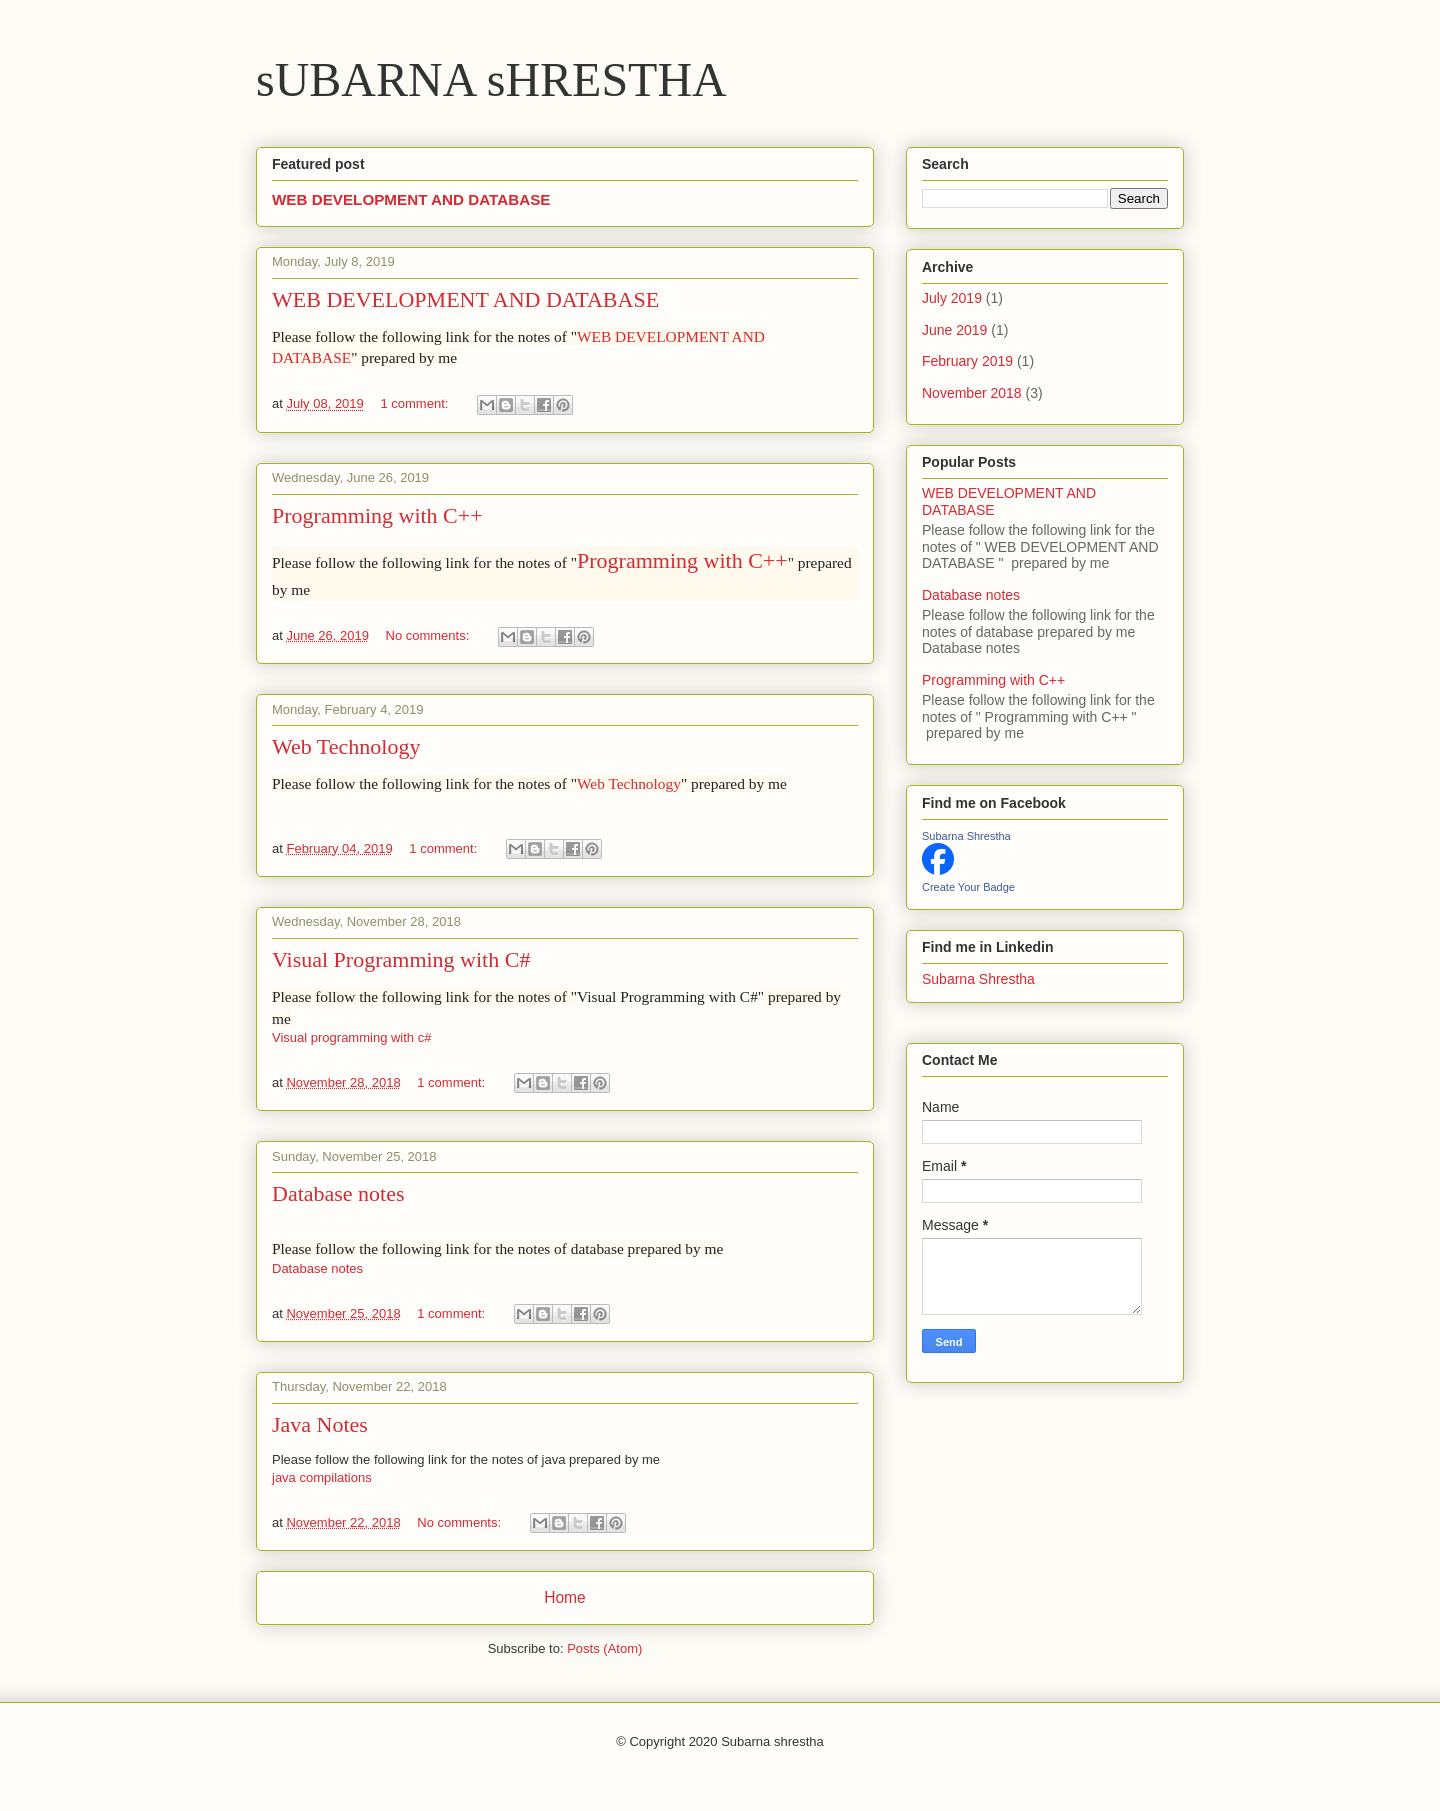 sUBARNA sHRESTHA
Featured post
WEB DEVELOPMENT AND DATABASE
Monday, July 8, 2019
WEB DEVELOPMENT AND DATABASE
Please follow the following link for the notes of "WEB DEVELOPMENT AND
DATABASE" prepared by me
at July 08, 2019 1 comment:
Wednesday, June 26, 2019
Programming with C++
Please follow the following link for the notes of "Programming with C++" prepared
by me
at June 26, 2019 No comments:
Monday, February 4, 2019
Web Technology
Please follow the following link for the notes of "Web Technology" prepared by me
at February 04, 2019 1 comment:
Wednesday, November 28, 2018
Visual Programming with C#
Please follow the following link for the notes of "Visual Programming with C#" prepared by
me
Visual programming with c#
at November 28, 2018 1 comment:
Sunday, November 25, 2018
Database notes
Please follow the following link for the notes of database prepared by me
Database notes
at November 25, 2018 1 comment:
Thursday, November 22, 2018
Java Notes
Please follow the following link for the notes of java prepared by me
java compilations
at November 22, 2018 No comments:
Home
Subscribe to: Posts (Atom)
Search
Search
Archive
July 2019 (1)
June 2019 (1)
February 2019 (1)
November 2018 (3)
Popular Posts
WEB DEVELOPMENT AND
DATABASE
Please follow the following link for the
notes of " WEB DEVELOPMENT AND
DATABASE "  prepared by me
Database notes
Please follow the following link for the
notes of database prepared by me
Database notes
Programming with C++
Please follow the following link for the
notes of " Programming with C++ "
prepared by me
Find me on Facebook
Subarna Shrestha
Create Your Badge
Find me in Linkedin
Subarna Shrestha
Contact Me
Name
Email *
Message *
Send
© Copyright 2020 Subarna shrestha